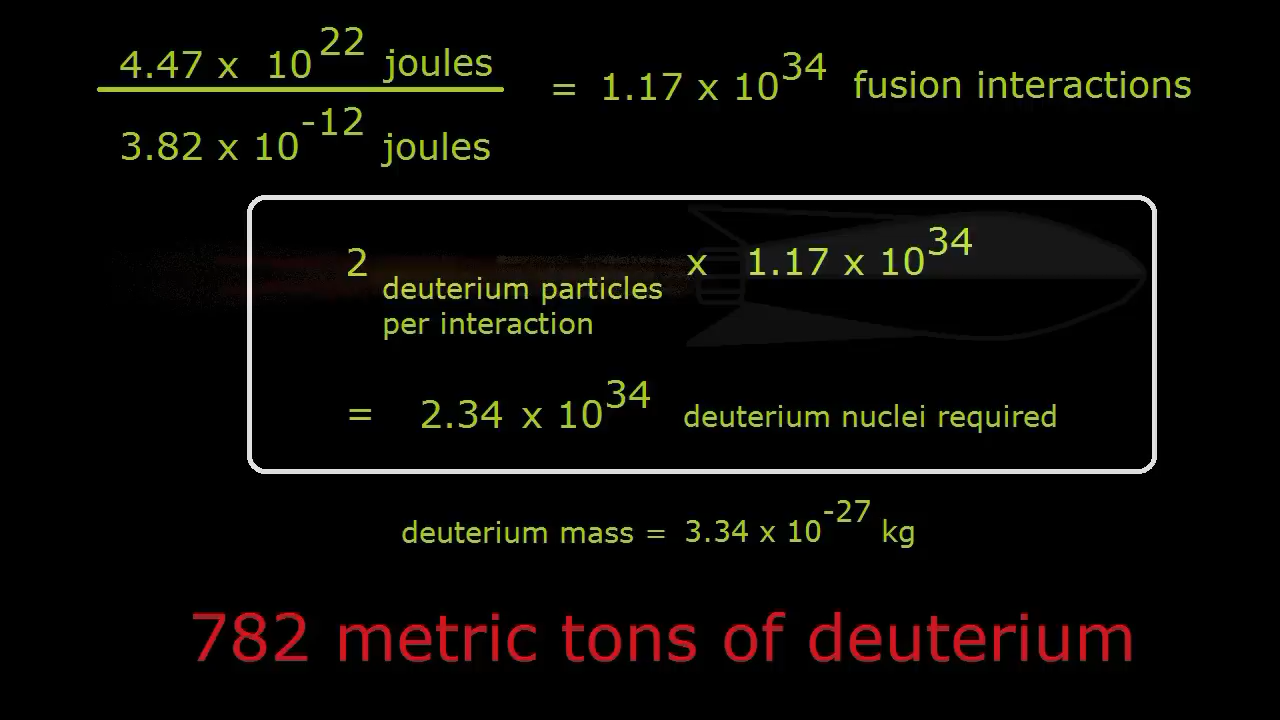 4.47 x 10^22 joules
3.82 x 10^-12 joules
= 1.17 x 10^34 fusion interactions
2 deuterium particles x 1.17 x 10^34
per interaction
= 2.34 x 10^34 deuterium nuclei required
deuterium mass = 3.34 x 10^-27 kg
782 metric tons of deuterium